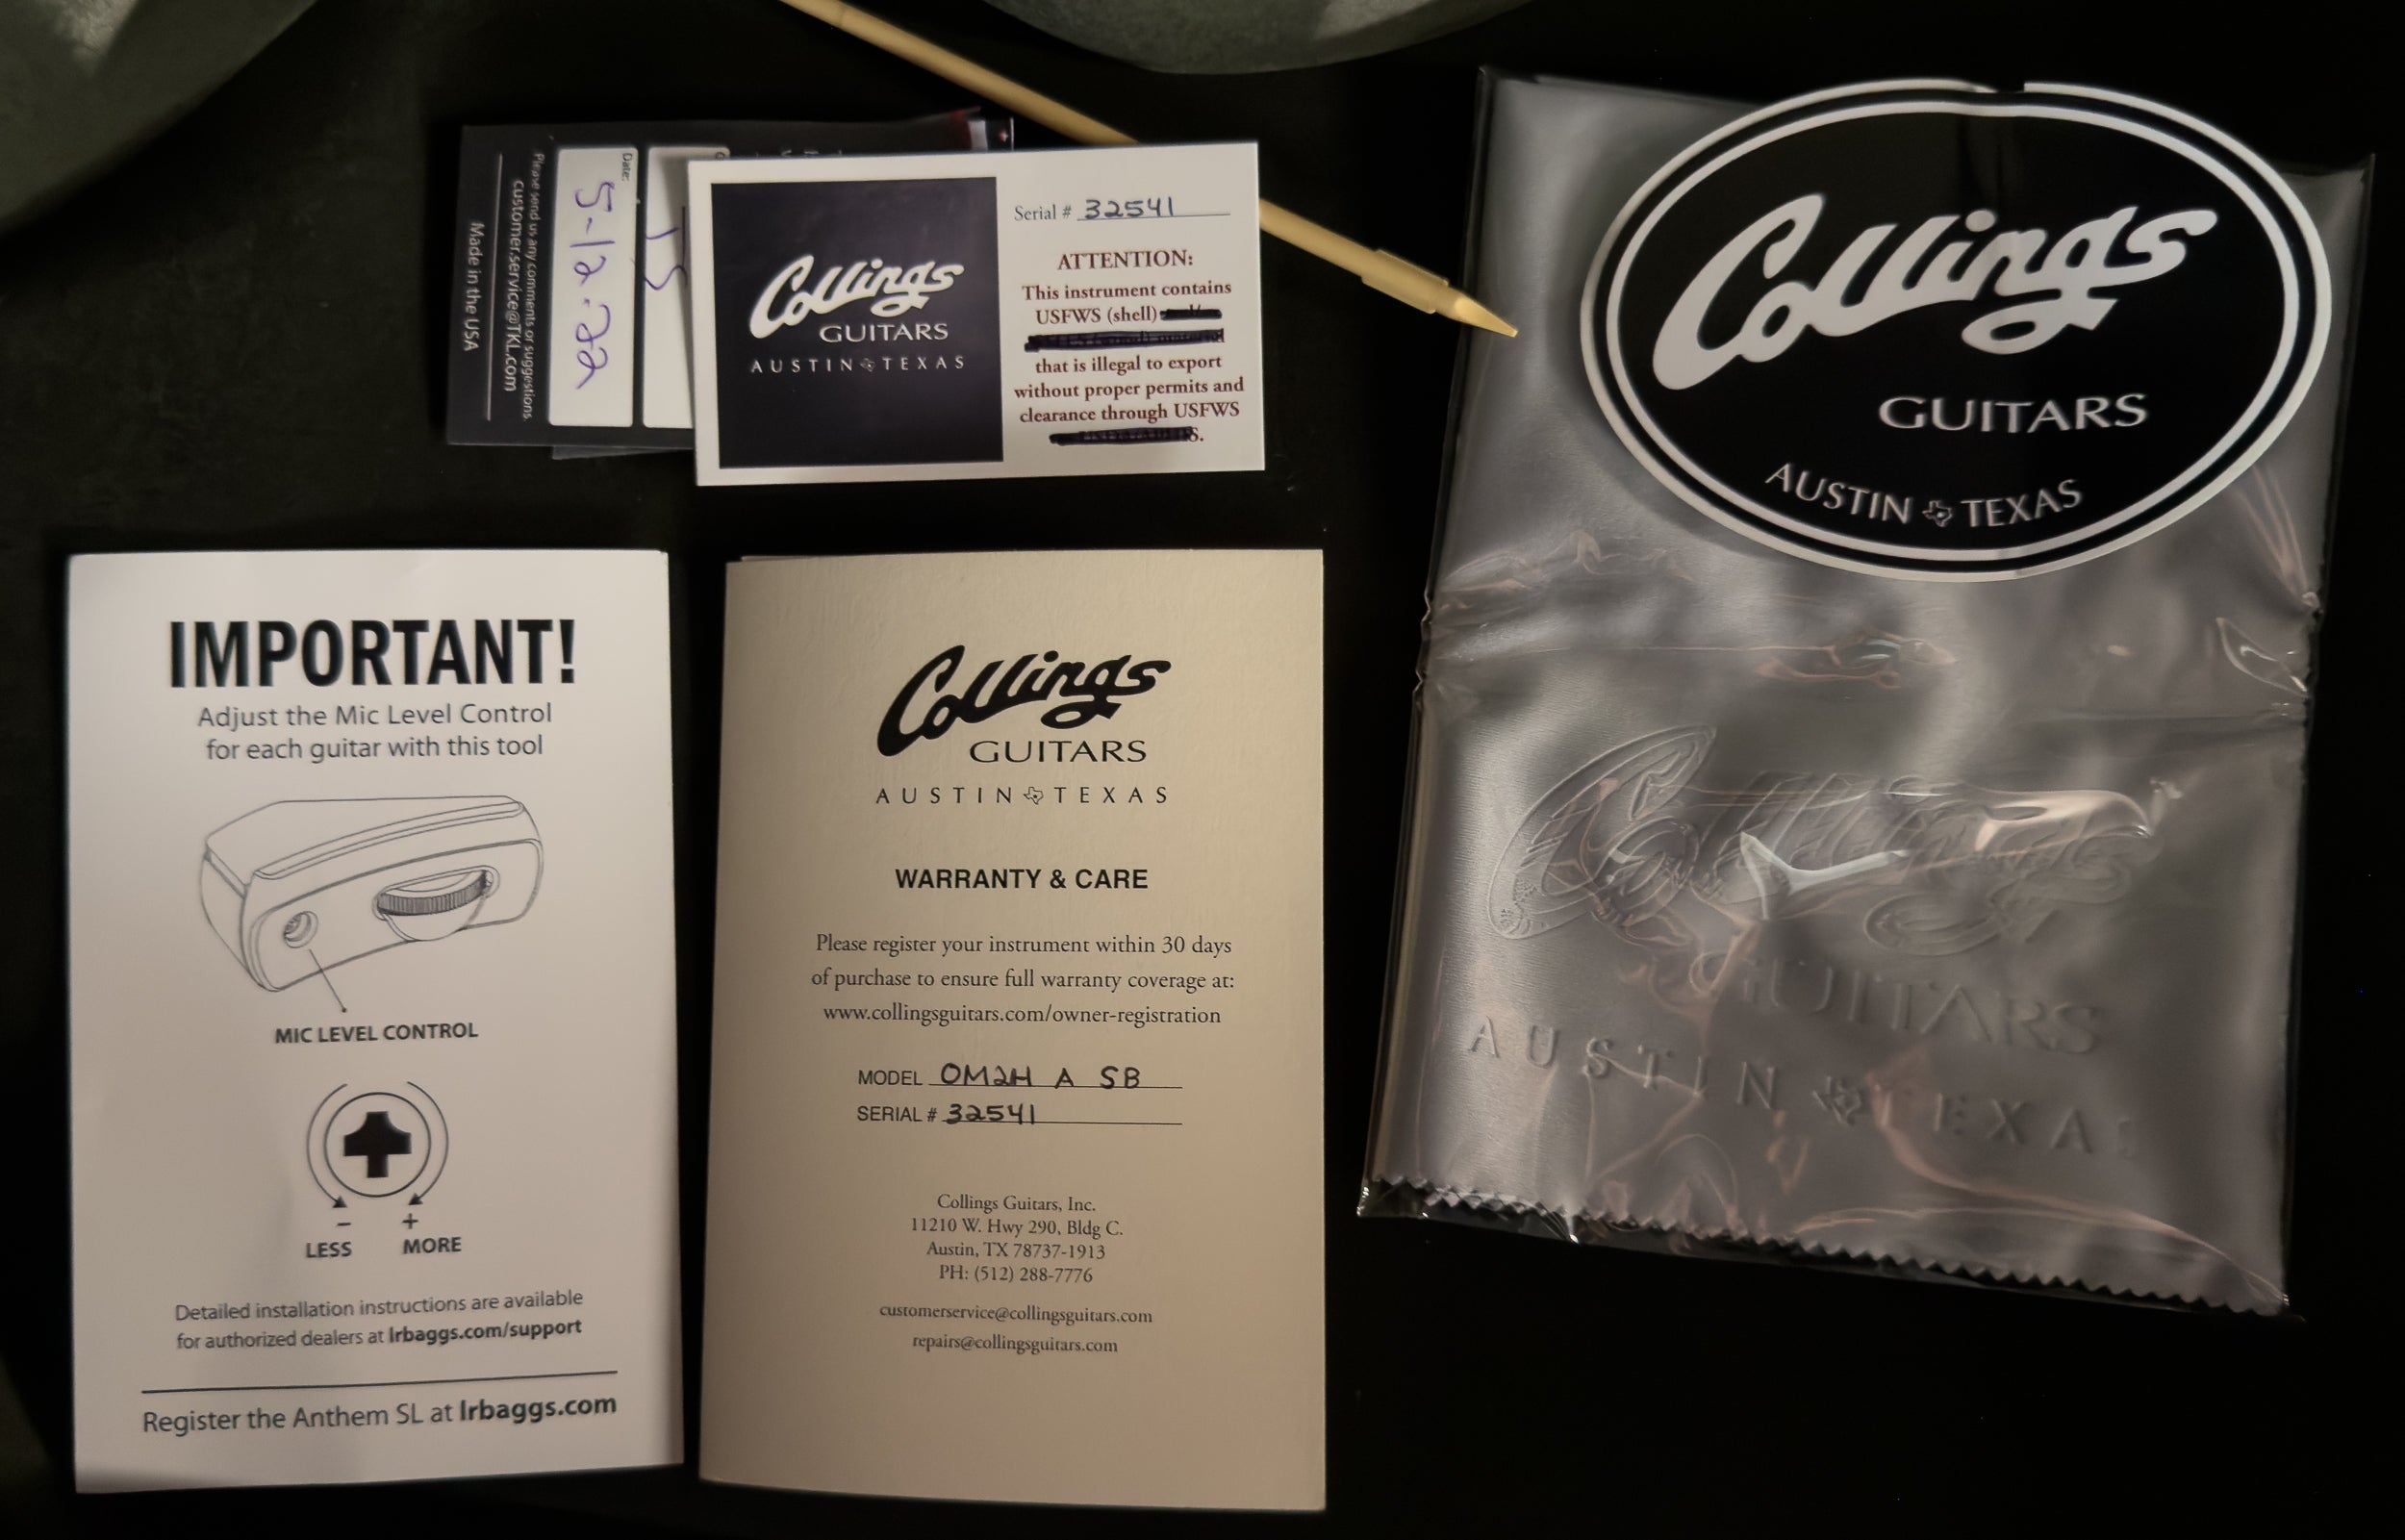 Date:
5-12-22
Please send us any comments or suggestions.
customer.service@TKL.com
Made in the USA
Collings
GUITARS
AUSTIN TEXAS
Serial # 32541
ATTENTION:
This instrument contains
USFWS (shell)
that is illegal to export
without proper permits and
clearance through USFWS
S.
Collings
GUITARS
AUSTIN TEXAS
IMPORTANT!
Adjust the Mic Level Control
for each guitar with this tool
MIC LEVEL CONTROL
– +
LESS MORE
Detailed installation instructions are available
for authorized dealers at lrbaggs.com/support
Register the Anthem SL at lrbaggs.com
Collings
GUITARS
AUSTIN TEXAS
WARRANTY & CARE
Please register your instrument within 30 days
of purchase to ensure full warranty coverage at:
www.collingsguitars.com/owner-registration
MODEL OM2H A SB
SERIAL # 32541
Collings Guitars, Inc.
11210 W. Hwy 290, Bldg C.
Austin, TX 78737-1913
PH: (512) 288-7776
customerservice@collingsguitars.com
repairs@collingsguitars.com
Collings
GUITARS
AUSTIN TEXAS